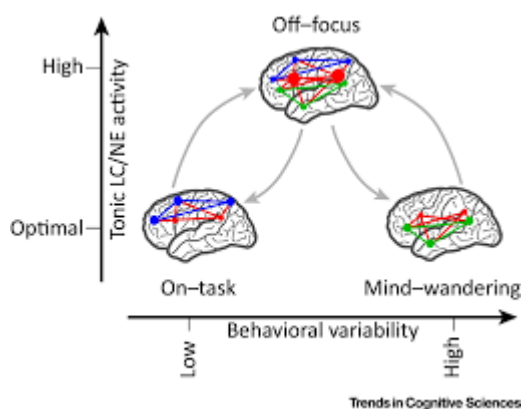 Off–focus
High
Tonic LC/NE activity
Optimal
On–task
Mind–wandering
Behavioral variability
Low
High
Trends in Cognitive Sciences